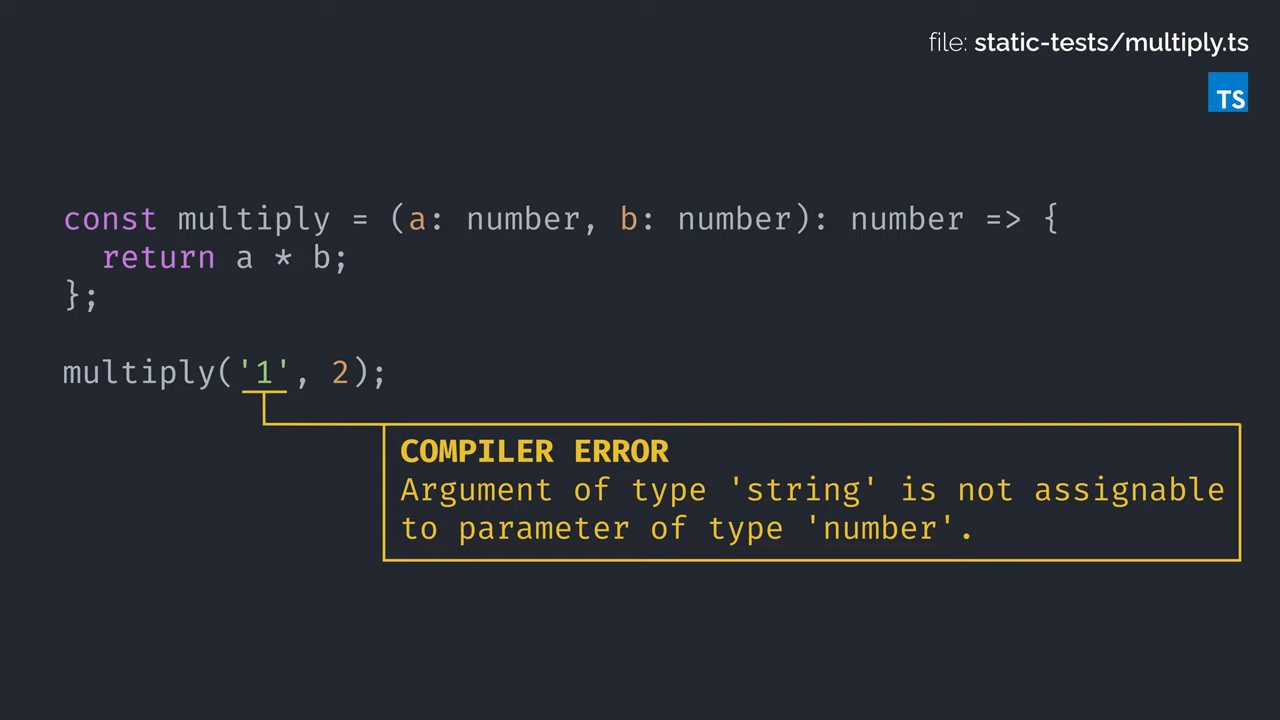 file: static-tests/multiply.ts
TS
const multiply = (a: number, b: number): number => {
  return a * b;
};
multiply('1', 2);
COMPILER ERROR
Argument of type 'string' is not assignable
to parameter of type 'number'.